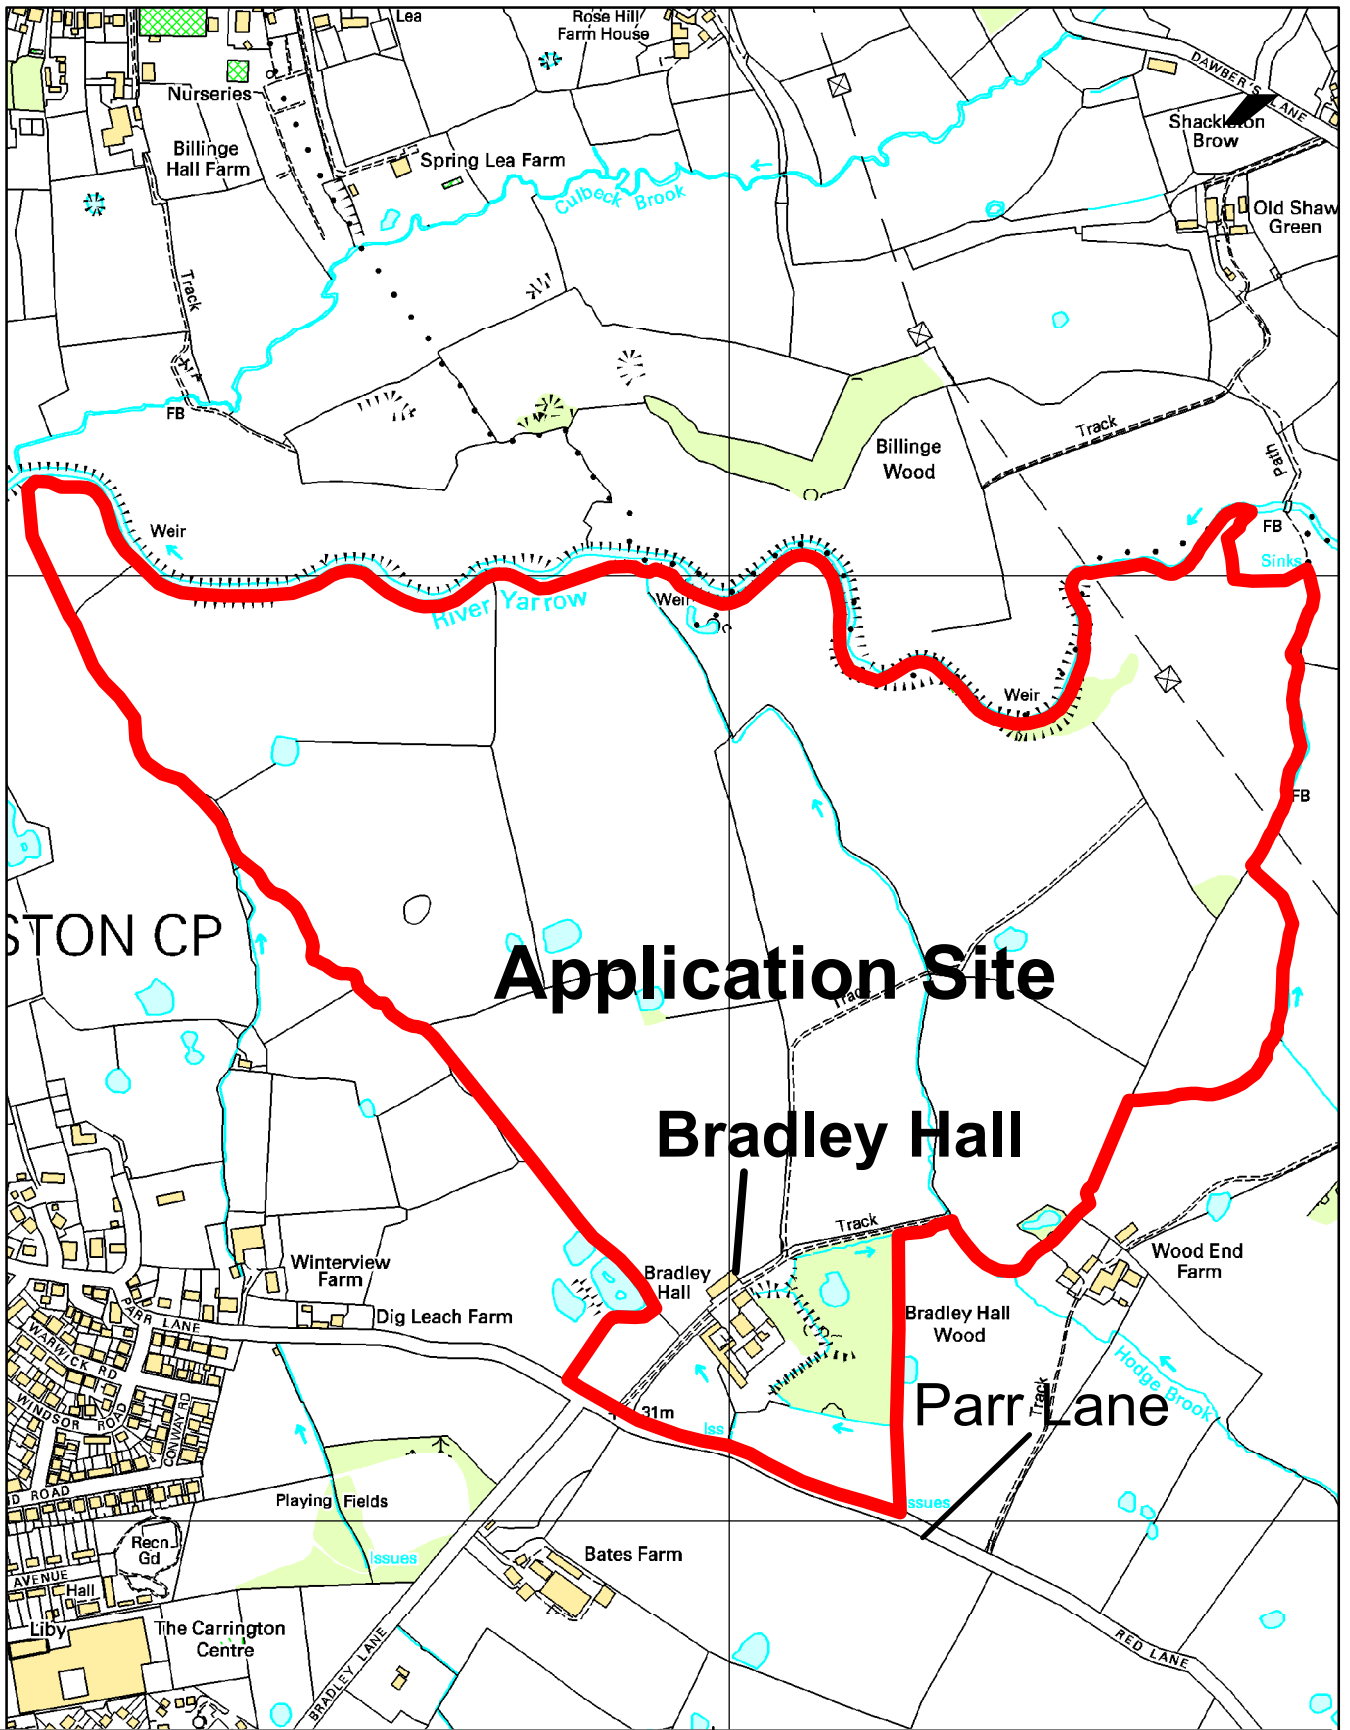 Lea
Rose Hill
Farm House
Nurseries
Billinge
Hall Farm
Spring Lea Farm
Culbeck Brook
DAWBER'S LANE
Shackleton
Brow
Old Shaw
Green
Track
FB
Billinge
Wood
Track
Path
Weir
FB
Sinks
River Yarrow
Weir
Weir
FB
STON CP
Application Site
Track
Bradley Hall
Track
Winterview
Farm
Bradley
Hall
Wood End
Farm
Dig Leach Farm
Bradley Hall
Wood
PARR LANE
WARWICK RD
WINDSOR ROAD
CONWAY RD
Hodge Brook
Track
Parr Lane
31m
Iss
D ROAD
Playing Fields
ssues
Recn
Gd
Issues
Bates Farm
AVENUE
Hall
Liby
The Carrington
Centre
BRADLEY LANE
RED LANE